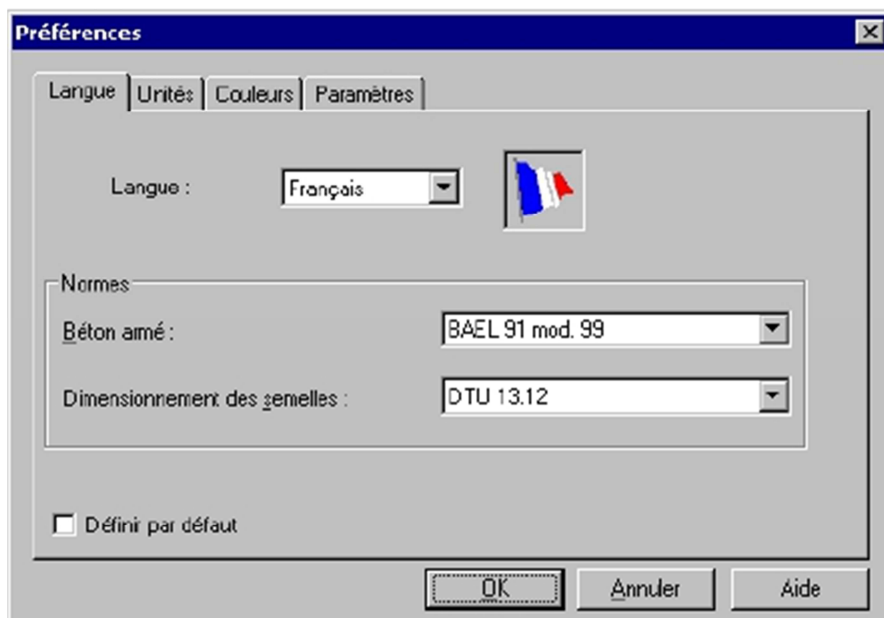 Préférences
Langue Unités Couleurs Paramètres
Langue : Français
Normes
Béton armé : BAEL 91 mod. 99
Dimensionnement des semelles : DTU 13.12
Définir par défaut
OK Annuler Aide